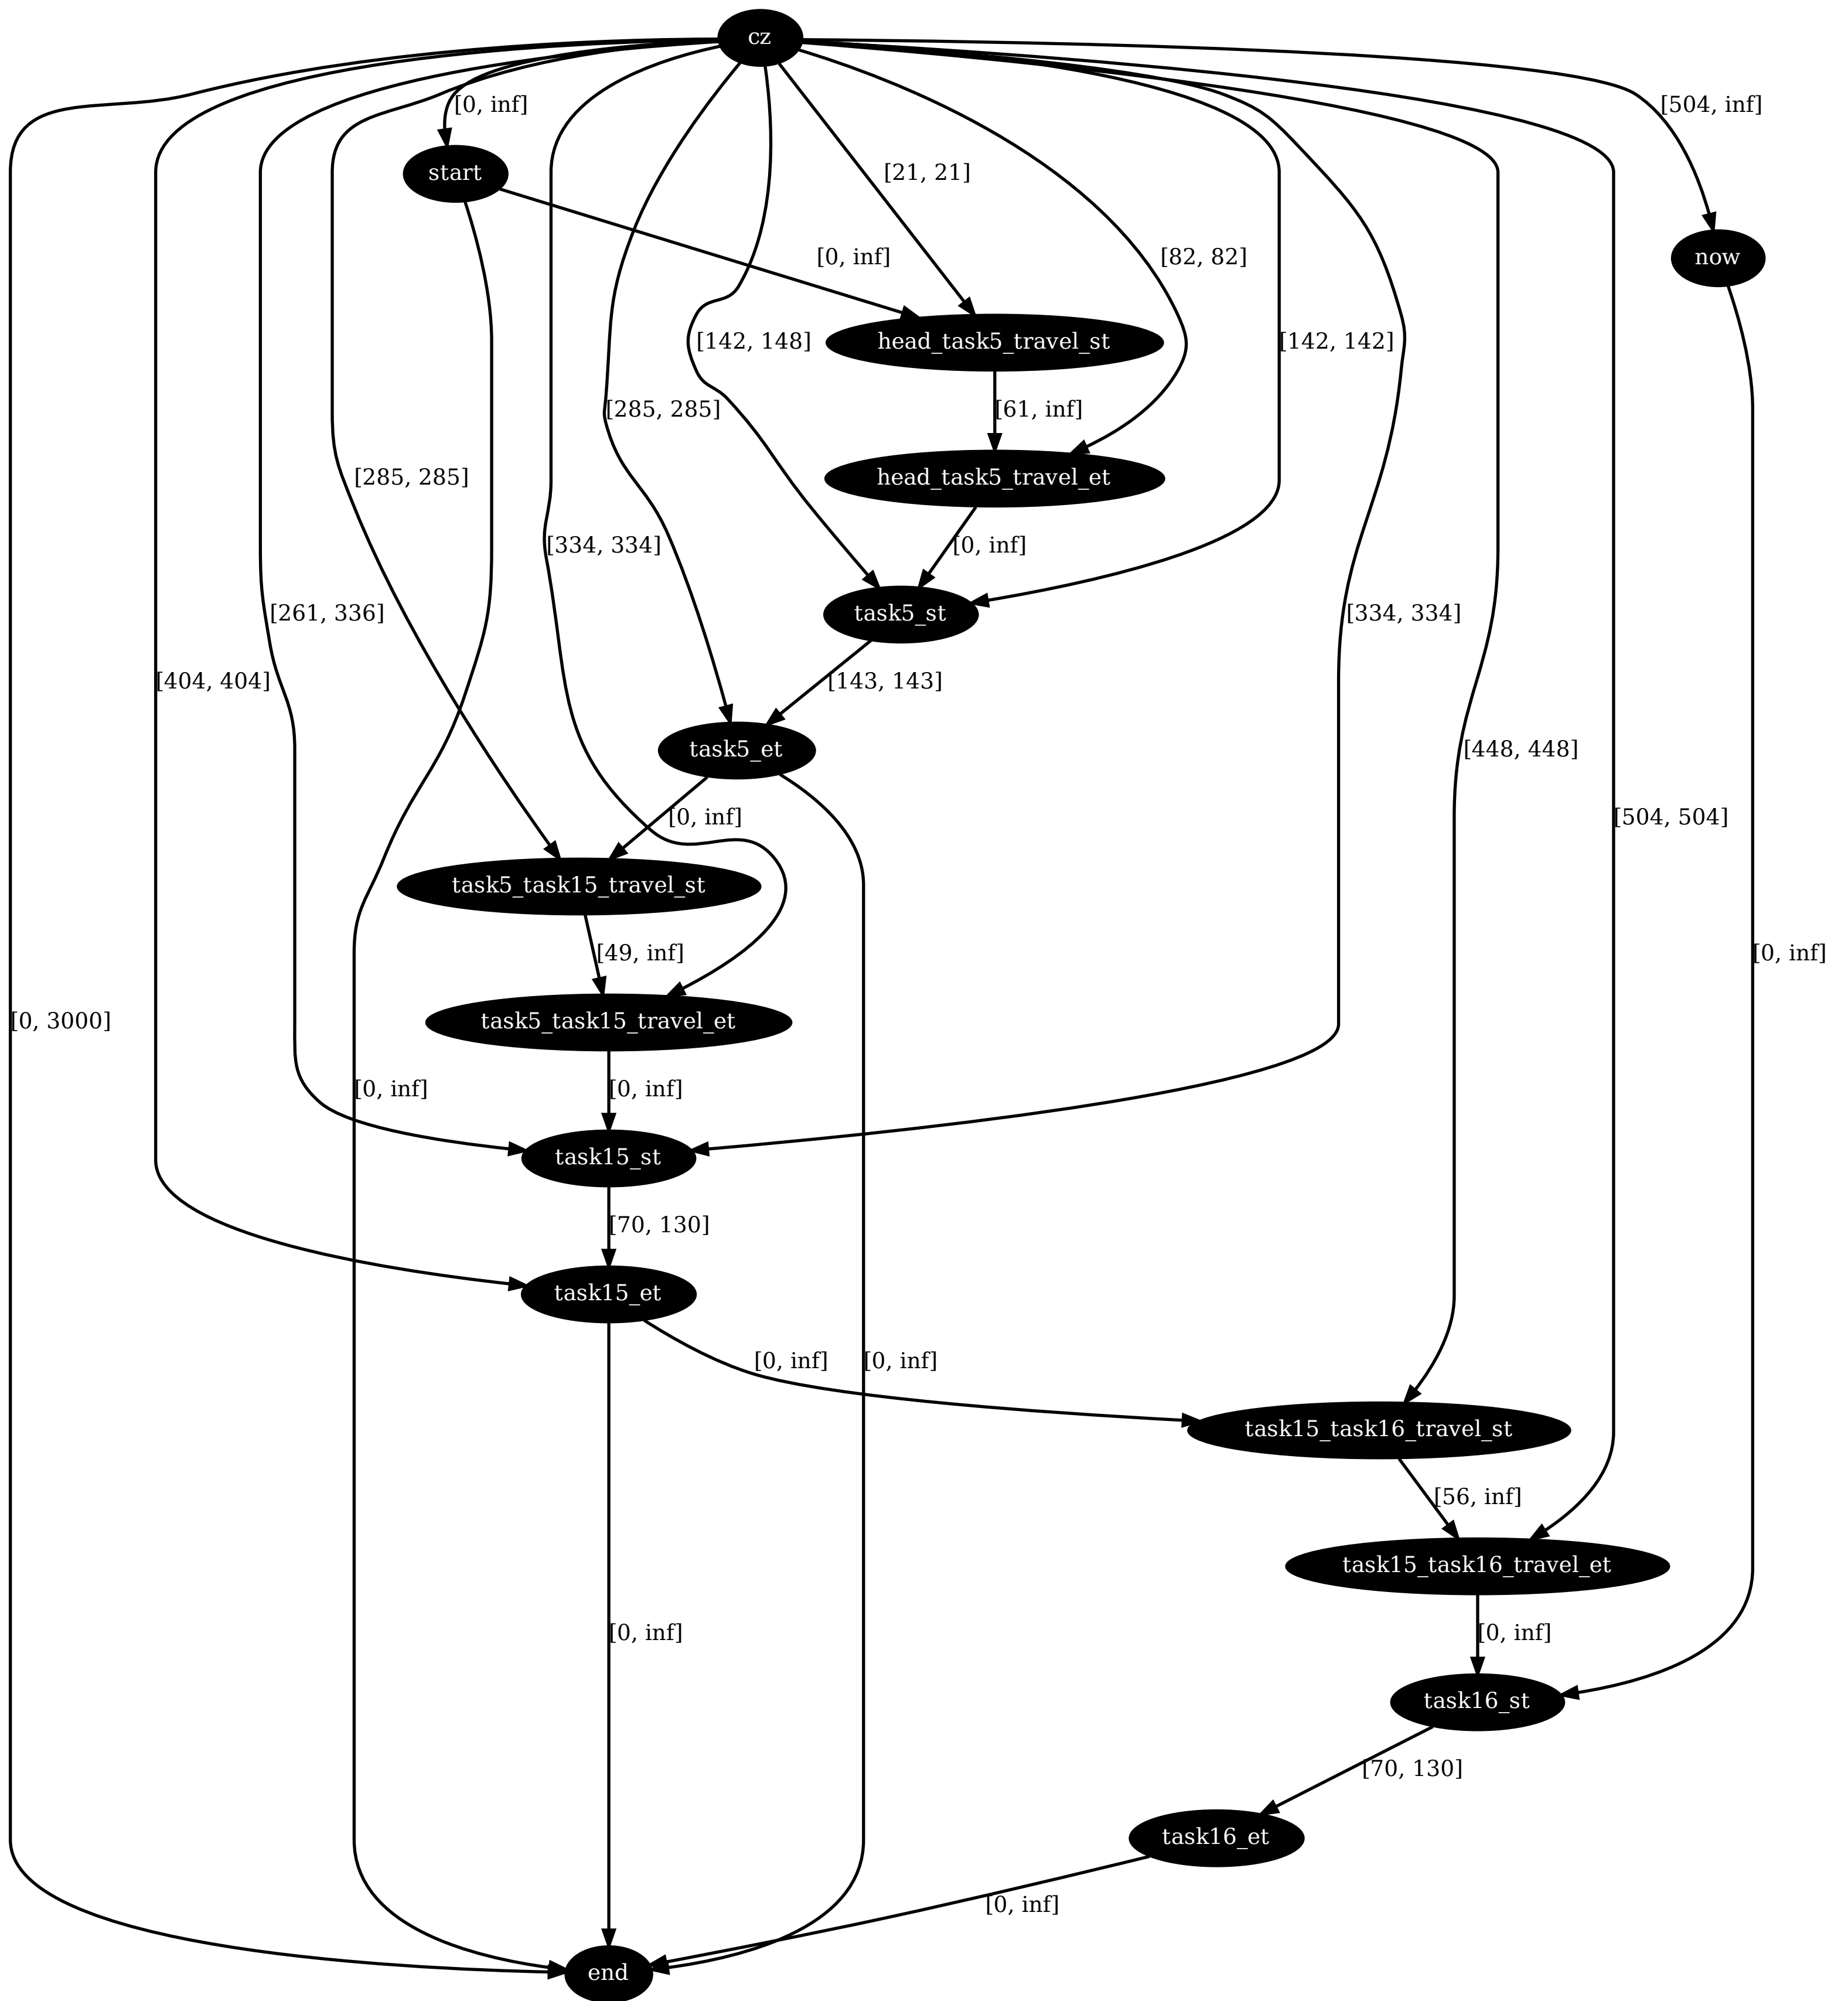 cz
[0, inf]
[504, inf]
start
[21, 21]
[0, inf]
[82, 82]
now
head_task5_travel_st
[142, 148]
[142, 142]
[285, 285]
[61, inf]
[285, 285]
head_task5_travel_et
[334, 334]
[0, inf]
[261, 336]
task5_st
[334, 334]
[404, 404]
[143, 143]
task5_et
[448, 448]
[0, inf]
[504, 504]
task5_task15_travel_st
[49, inf]
[0, inf]
[0, 3000]
task5_task15_travel_et
[0, inf]
[0, inf]
task15_st
[70, 130]
task15_et
[0, inf]
[0, inf]
task15_task16_travel_st
[56, inf]
task15_task16_travel_et
[0, inf]
[0, inf]
task16_st
[70, 130]
task16_et
[0, inf]
end